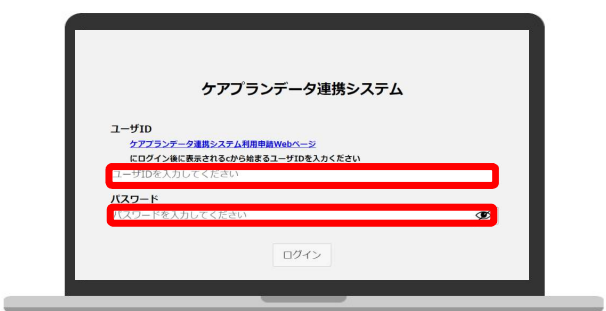 ケアプランデータ連携システム
ユーザID
ケアプランデータ連携システム利用申請Webページ
にログイン後に表示されるcから始まるユーザIDを入力ください
ユーザIDを入力してください
パスワード
パスワードを入力してください
ログイン